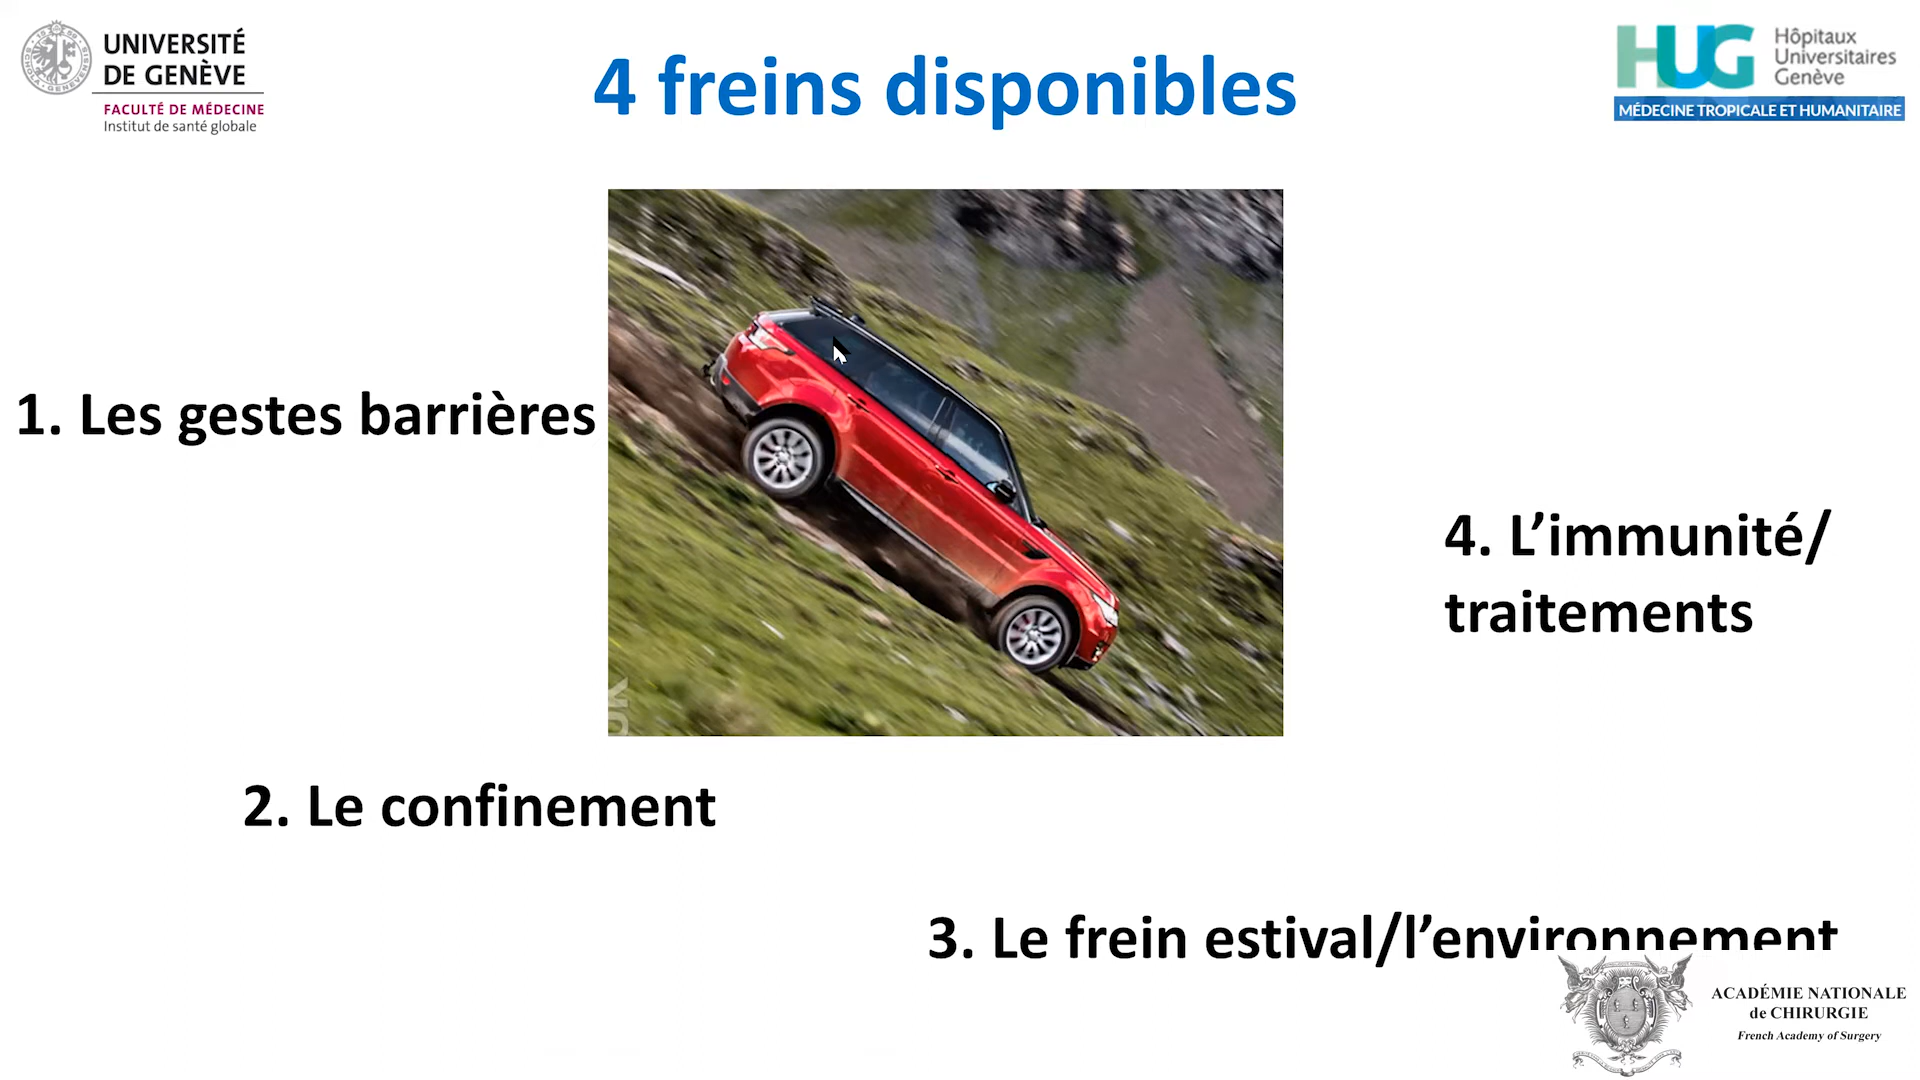 UNIVERSITÉ
DE GENÈVE
FACULTÉ DE MÉDECINE
Institut de santé globale
4 freins disponibles
HUG
Hôpitaux
Universitaires
Genève
MÉDECINE TROPICALE ET HUMANITAIRE
1. Les gestes barrières
4. L’immunité/
traitements
2. Le confinement
3. Le frein estival/l’environnement
ACADÉMIE NATIONALE
de CHIRURGIE
French Academy of Surgery